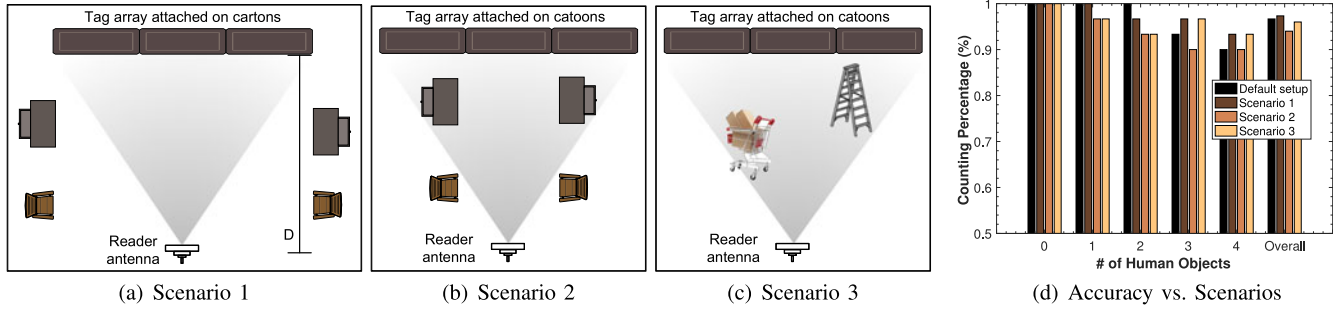 Tag array attached on cartons
D
Reader
antenna
(a) Scenario 1
Tag array attached on catoons
Reader
antenna
(b) Scenario 2
Tag array attached on catoons
Reader
antenna
(c) Scenario 3
Counting Percentage (%)
1
0.9
0.8
0.7
0.6
0.5
Default setup
Scenario 1
Scenario 2
Scenario 3
0 1 2 3 4 Overall
# of Human Objects
(d) Accuracy vs. Scenarios